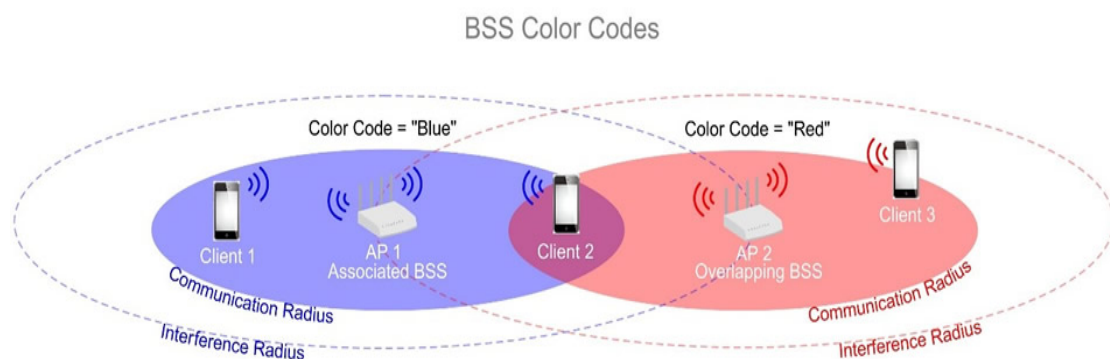 BSS Color Codes
Color Code = "Blue"
Color Code = "Red"
Client 1
AP 1
Associated BSS
Client 2
AP 2
Overlapping BSS
Client 3
Communication Radius
Interference Radius
Communication Radius
Interference Radius